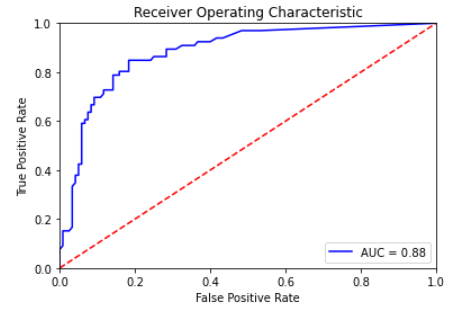 Receiver Operating Characteristic
1.0
0.8
0.6
0.4
0.2
0.0
True Positive Rate
AUC = 0.88
0.0 0.2 0.4 0.6 0.8 1.0
False Positive Rate